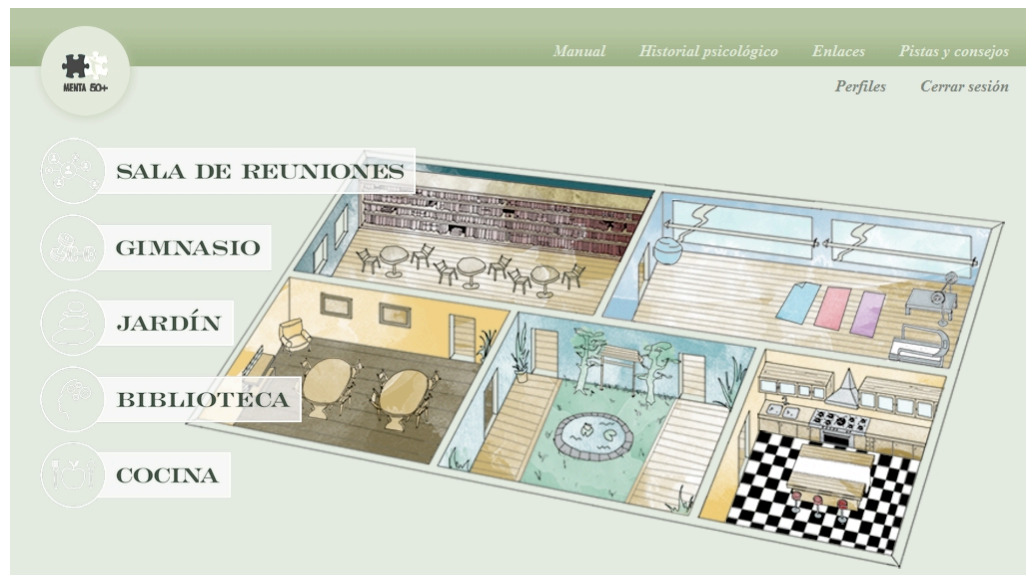 Manual Historial psicológico Enlaces Pistas y consejos
MENTA 50+
Perfiles Cerrar sesión
SALA DE REUNIONES
GIMNASIO
JARDÍN
BIBLIOTECA
COCINA